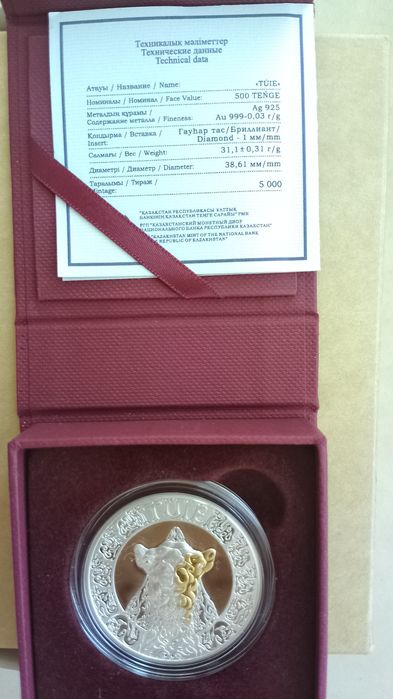 Техникалық мәліметтер
Технические данные
Technical data
Атауы / Название / Name: «TÚIE»
Номиналы / Номинал / Face Value: 500 TEŃGE
Металдың құрамы / Ag 925
Содержание металла / Fineness: Au 999-0,03 г/g
Қондырма / Вставка / Гауһар тас/Бриллиант/
Insert: Diamond - 1 мм/mm
Салмағы / Вес / Weight: 31,1±0,31 г/g
Диаметрі / Диаметр / Diameter: 38,61 мм/mm
Таралымы / Тираж / 5 000
Mintage:
"ҚАЗАҚСТАН РЕСПУБЛИКАСЫ ҰЛТТЫҚ
БАНКІНІҢ ҚАЗАҚСТАН ТЕҢГЕ САРАЙЫ" РМК
РГП "КАЗАХСТАНСКИЙ МОНЕТНЫЙ ДВОР
НАЦИОНАЛЬНОГО БАНКА РЕСПУБЛИКИ КАЗАХСТАН"
"KAZAKHSTAN MINT OF THE NATIONAL BANK
REPUBLIC OF KAZAKHSTAN"
TÚIE